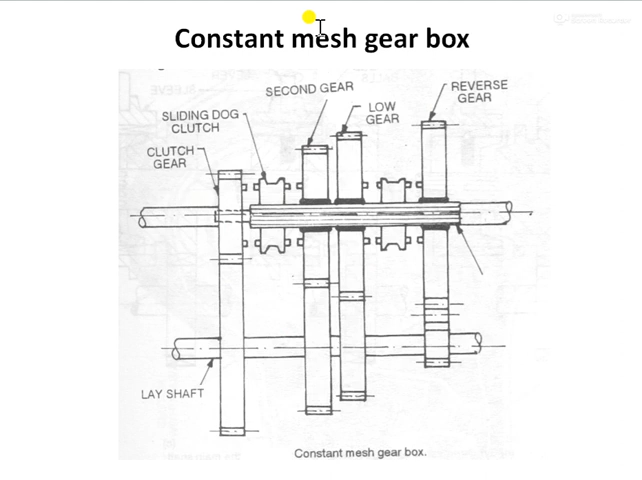 Constant mesh gear box
REVERSE
GEAR
SECOND GEAR
LOW
GEAR
SLIDING DOG
CLUTCH
CLUTCH
GEAR
LAY SHAFT
Constant mesh gear box.